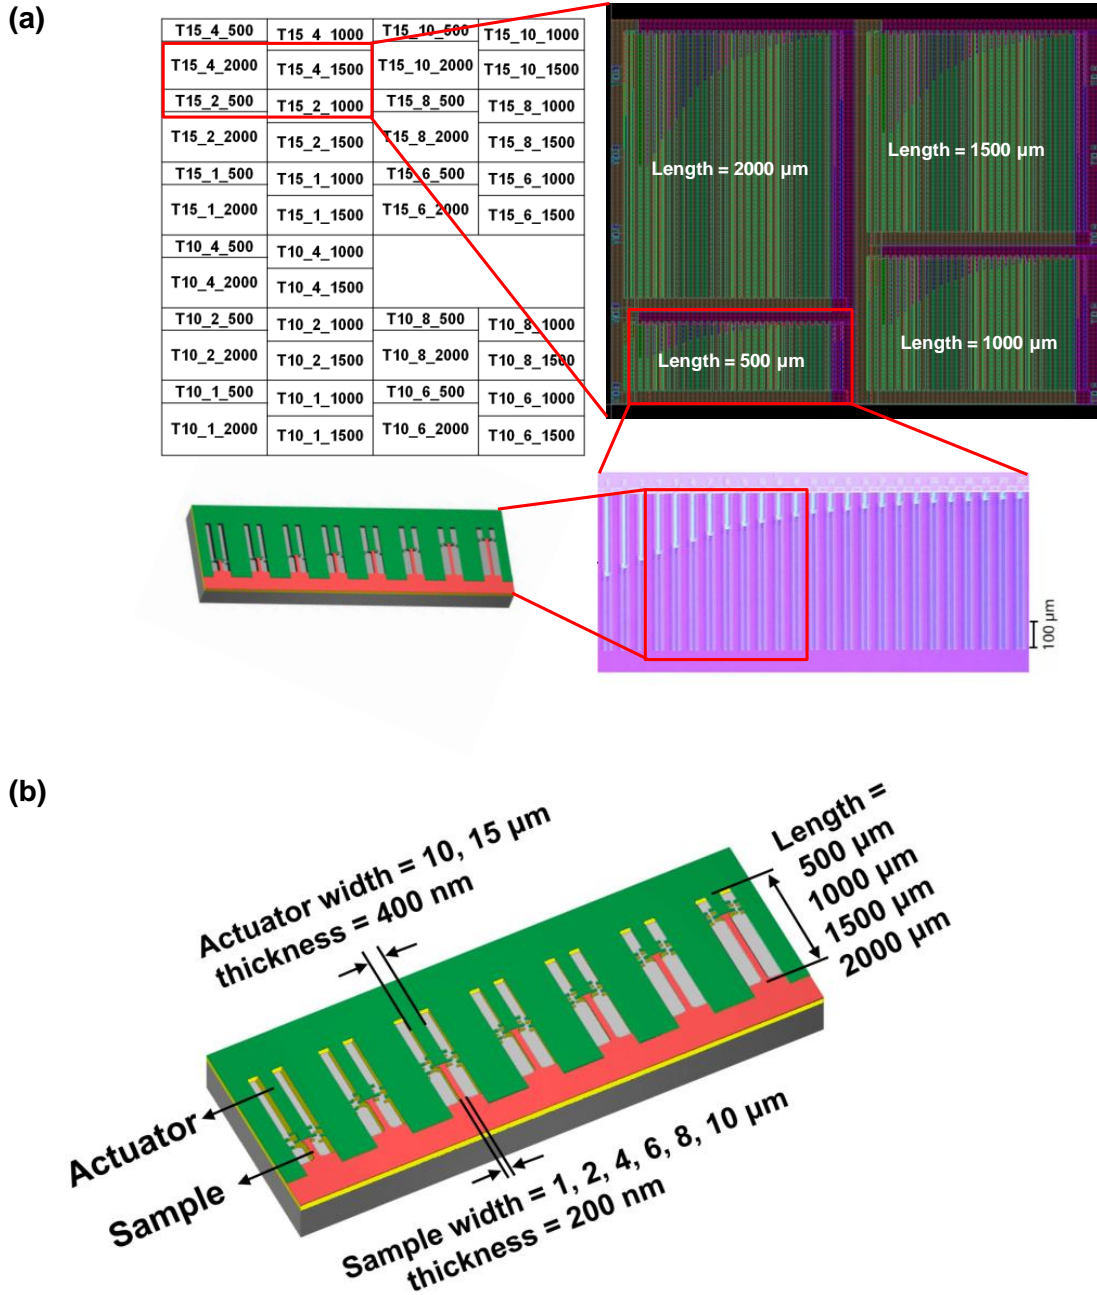 (a)
T15_4_500 T15_4_1000 T15_10_500 T15_10_1000
T15_4_2000 T15_4_1500 T15_10_2000 T15_10_1500
T15_2_500 T15_2_1000 T15_8_500 T15_8_1000
T15_2_2000 T15_2_1500 T15_8_2000 T15_8_1500
T15_1_500 T15_1_1000 T15_6_500 T15_6_1000
T15_1_2000 T15_1_1500 T15_6_2000 T15_6_1500
T10_4_500 T10_4_1000
T10_4_2000 T10_4_1500
T10_2_500 T10_2_1000 T10_8_500 T10_8_1000
T10_2_2000 T10_2_1500 T10_8_2000 T10_8_1500
T10_1_500 T10_1_1000 T10_6_500 T10_6_1000
T10_1_2000 T10_1_1500 T10_6_2000 T10_6_1500
Length = 2000 µm
Length = 1500 µm
Length = 500 µm
Length = 1000 µm
100 µm
(b)
Actuator width = 10, 15 µm
thickness = 400 nm
Length =
500 µm
1000 µm
1500 µm
2000 µm
Actuator
Sample
Sample width = 1, 2, 4, 6, 8, 10 µm
thickness = 200 nm